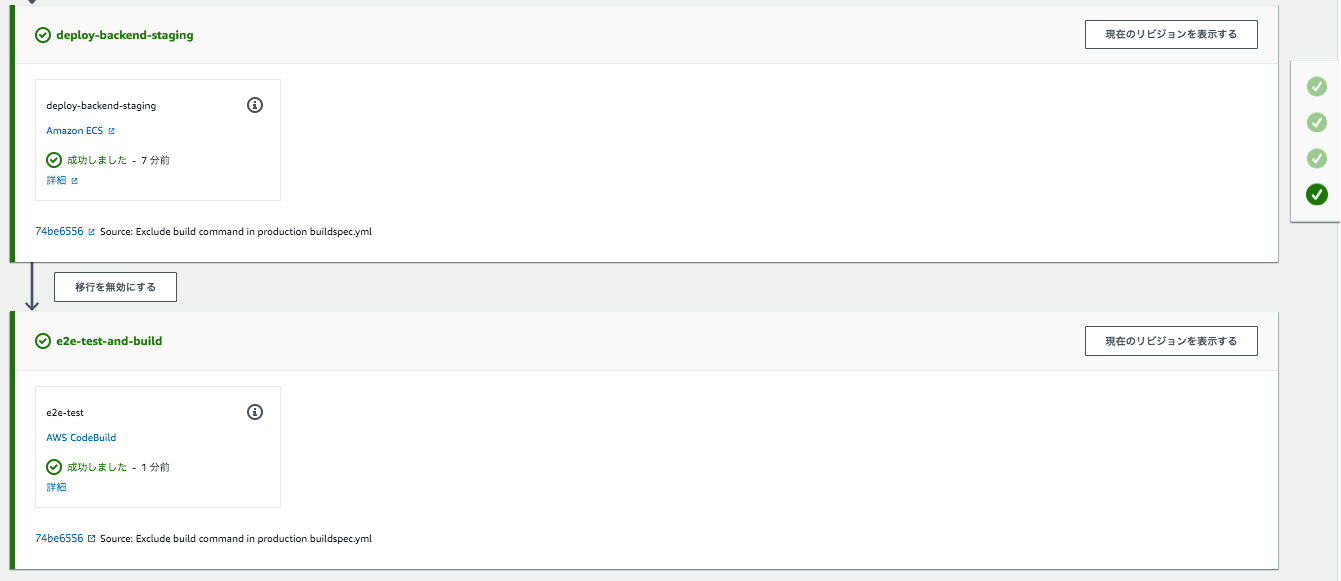 deploy-backend-staging
現在のリビジョンを表示する
deploy-backend-staging
Amazon ECS
成功しました - 7 分前
詳細
74be6556 Source: Exclude build command in production buildspec.yml
移行を無効にする
e2e-test-and-build
現在のリビジョンを表示する
e2e-test
AWS CodeBuild
成功しました - 1 分前
詳細
74be6556 Source: Exclude build command in production buildspec.yml